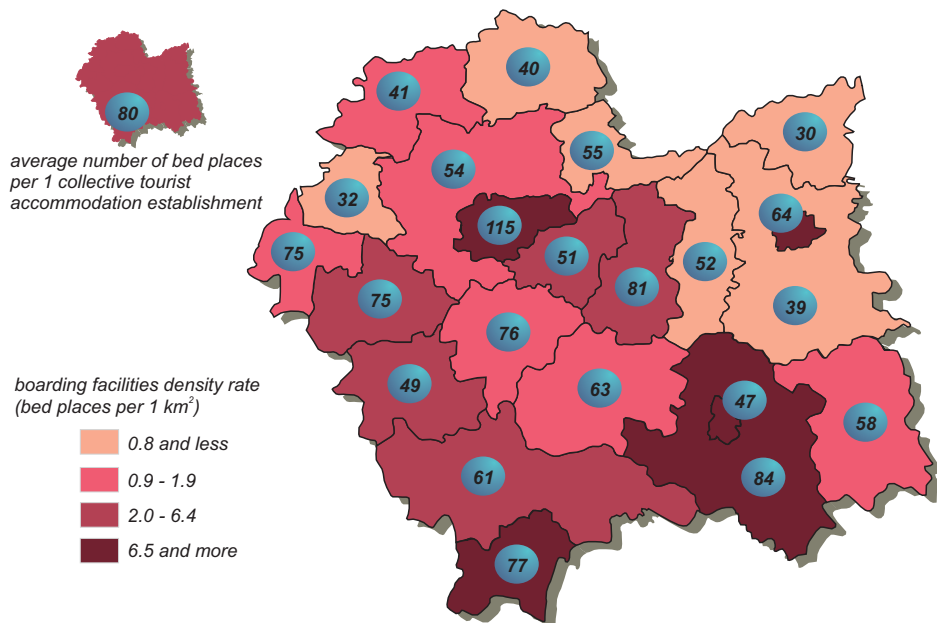 80
average number of bed places
per 1 collective tourist
accommodation establishment
40
41
30
55
54
32
64
115
75
51
52
81
75
39
76
49
63
47
58
61
84
77
boarding facilities density rate
(bed places per 1 km²)
0.8 and less
0.9 - 1.9
2.0 - 6.4
6.5 and more